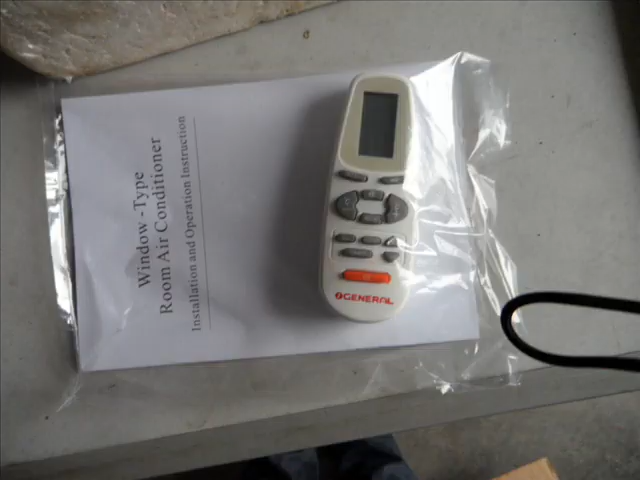 Window -Type
Room Air Conditioner
Installation and Operation Instruction
GENERAL